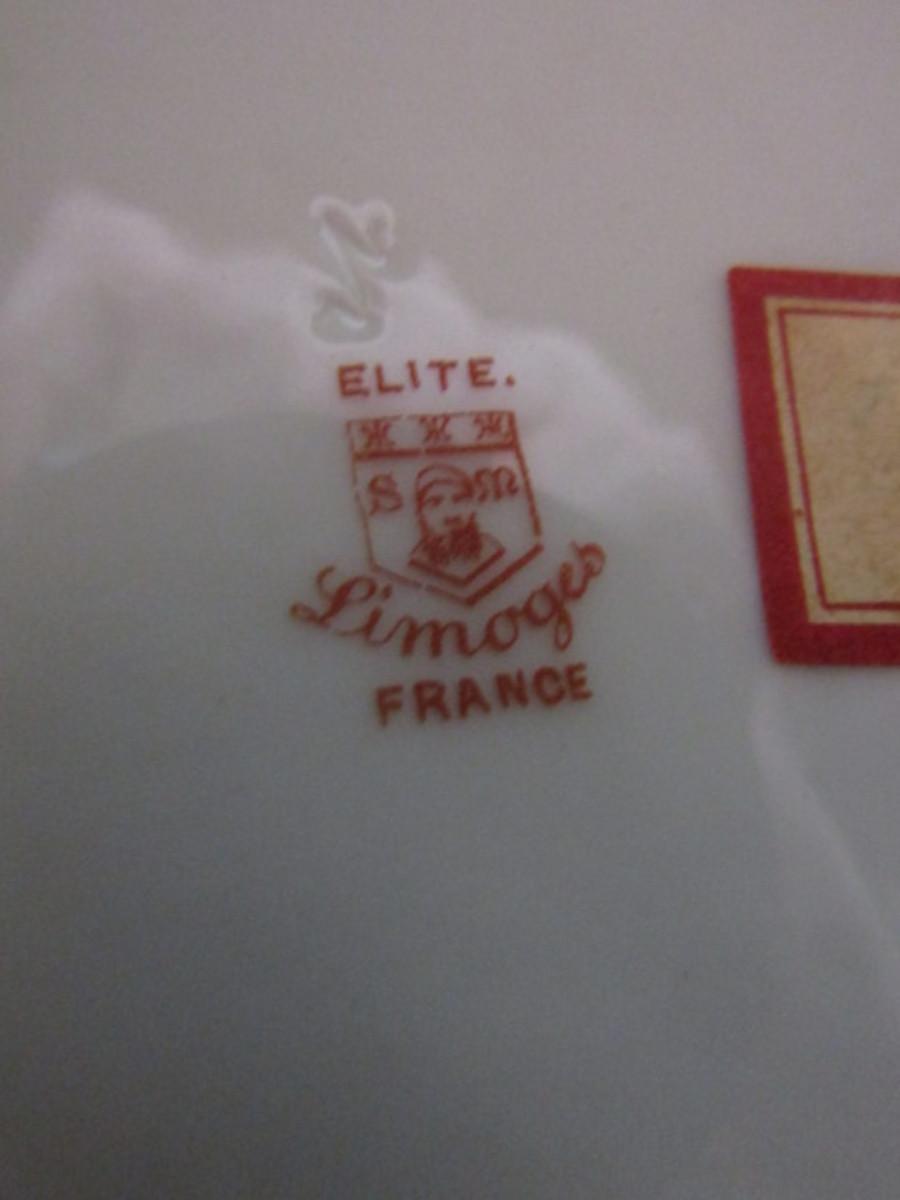 ELITE.
S M
Limoges
FRANCE